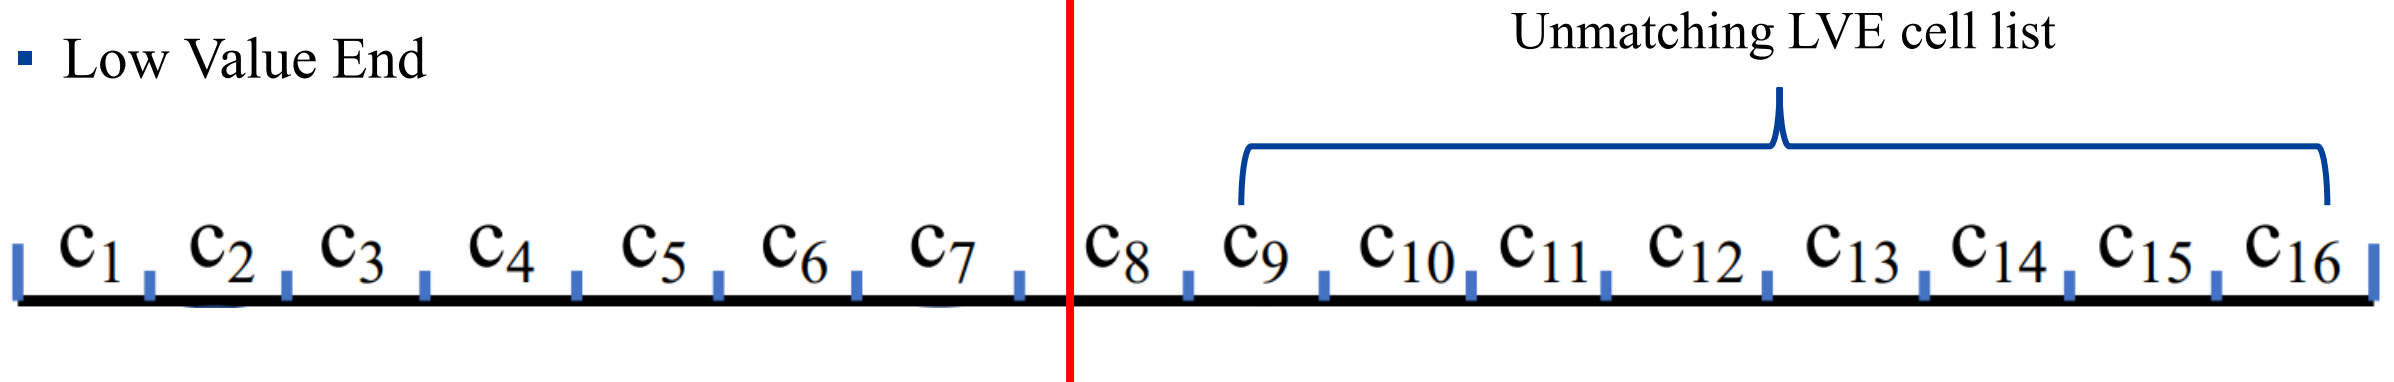 Unmatching LVE cell list
▪ Low Value End
c₁ c₂ c₃ c₄ c₅ c₆ c₇ c₈ c₉ c₁₀ c₁₁ c₁₂ c₁₃ c₁₄ c₁₅ c₁₆